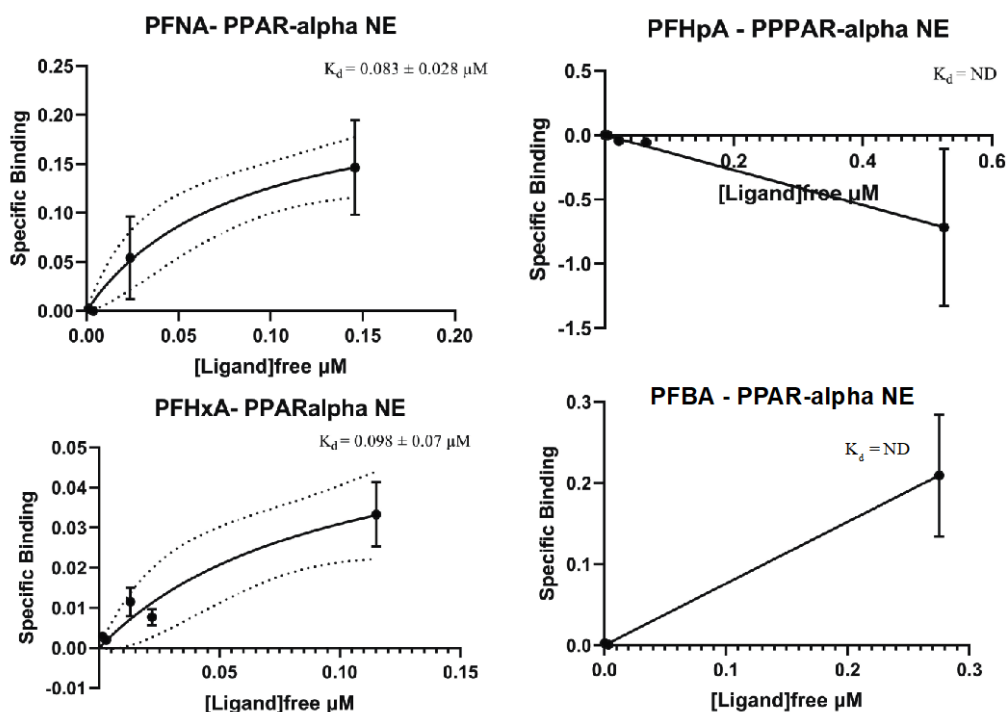 PFNA- PPAR-alpha NE
K_d = 0.083 ± 0.028 µM
Specific Binding
0.25
0.20
0.15
0.10
0.05
0.00
0.00 0.05 0.10 0.15 0.20
[Ligand]free µM
PFHpA - PPPAR-alpha NE
K_d = ND
Specific Binding
0.5
0.0
-0.5
-1.0
-1.5
0.2 0.4 0.6
[Ligand]free µM
PFHxA- PPARalpha NE
K_d = 0.098 ± 0.07 µM
Specific Binding
0.05
0.04
0.03
0.02
0.01
0.00
-0.01
0.05 0.10 0.15
[Ligand]free µM
PFBA - PPAR-alpha NE
K_d = ND
Specific Binding
0.3
0.2
0.1
0.0
0.0 0.1 0.2 0.3
[Ligand]free µM